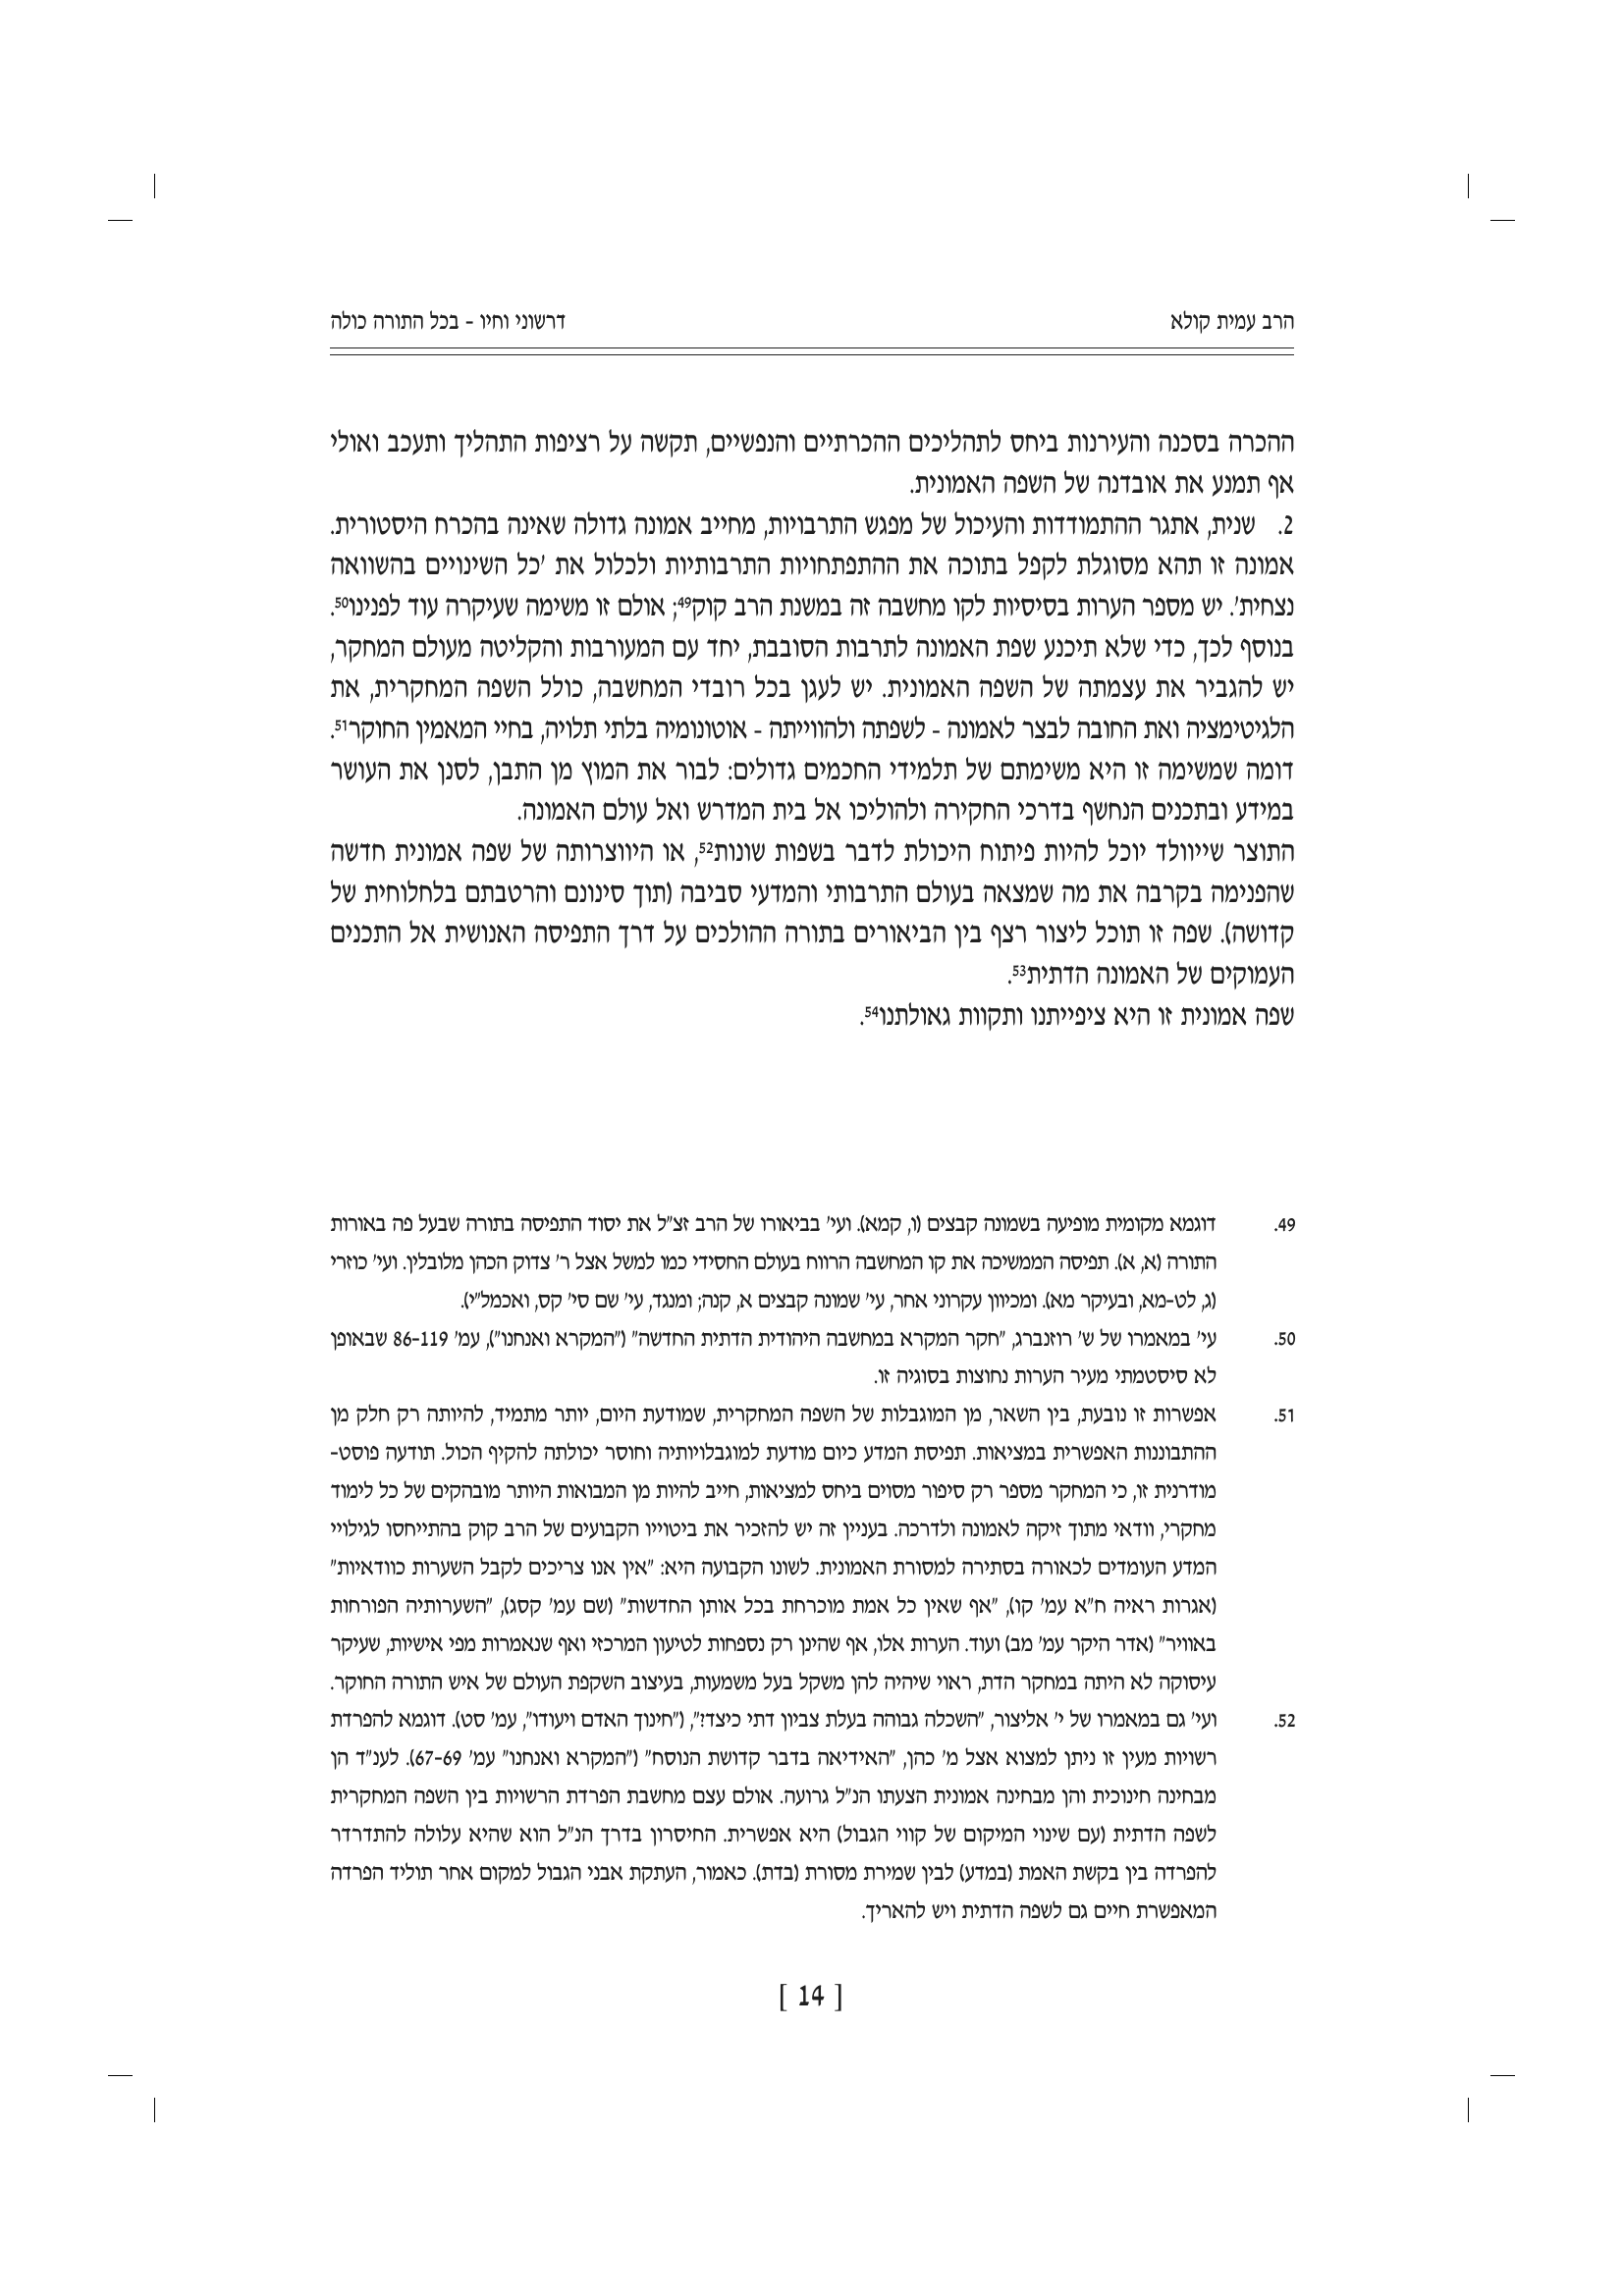 הרב עמית קולא
דרשוני וחיו - בכל התורה כולה
ההכרה בסכנה והעירנות ביחס לתהליכים ההכרתיים והנפשיים, תקשה על רציפות התהליך ותעכב ואולי
אף תמנע את אובדנה של השפה האמונית.
2. שנית, אתגר ההתמודדות והעיכול של מפגש התרבויות, מחייב אמונה גדולה שאינה בהכרח היסטורית.
אמונה זו תהא מסוגלת לקפל בתוכה את ההתפתחויות התרבותיות ולכלול את 'כל השינויים בהשוואה
נצחית'. יש מספר הערות בסיסיות לקו מחשבה זה במשנת הרב קוק49; אולם זו משימה שעיקרה עוד לפנינו50.
בנוסף לכך, כדי שלא תיכנע שפת האמונה לתרבות הסובבת, יחד עם המעורבות והקליטה מעולם המחקר,
יש להגביר את עצמתה של השפה האמונית. יש לעגן בכל רובדי המחשבה, כולל השפה המחקרית, את
הלגיטימציה ואת החובה לבצר לאמונה - לשפתה ולהווייתה - אוטונומיה בלתי תלויה, בחיי המאמין החוקר51.
דומה שמשימה זו היא משימתם של תלמידי החכמים גדולים: לבור את המוץ מן התבן, לסנן את העושר
במידע ובתכנים הנחשף בדרכי החקירה ולהוליכו אל בית המדרש ואל עולם האמונה.
התוצר שייוולד יוכל להיות פיתוח היכולת לדבר בשפות שונות52, או היווצרותה של שפה אמונית חדשה
שהפנימה בקרבה את מה שמצאה בעולם התרבותי והמדעי סביבה (תוך סינונם והרטבתם בלחלוחית של
קדושה). שפה זו תוכל ליצור רצף בין הביאורים בתורה ההולכים על דרך התפיסה האנושית אל התכנים
העמוקים של האמונה הדתית53.
שפה אמונית זו היא ציפייתנו ותקוות גאולתנו54.
49. דוגמא מקומית מופיעה בשמונה קבצים (ו, קמא). ועי' בביאורו של הרב זצ"ל את יסוד התפיסה בתורה שבעל פה באורות
התורה (א, א). תפיסה הממשיכה את קו המחשבה הרווח בעולם החסידי כמו למשל אצל ר' צדוק הכהן מלובלין. ועי' כוזרי
(ג, לט-מא, ובעיקר מא). ומכיוון עקרוני אחר, עי' שמונה קבצים א, קנה; ומנגד, עי' שם סי' קס, ואכמל"י).
50. עי' במאמרו של ש' רוזנברג, "חקר המקרא במחשבה היהודית הדתית החדשה" ("המקרא ואנחנו"), עמ' 86-119 שבאופן
לא סיסטמתי מעיר הערות נחוצות בסוגיה זו.
51. אפשרות זו נובעת, בין השאר, מן המוגבלות של השפה המחקרית, שמודעת היום, יותר מתמיד, להיותה רק חלק מן
ההתבוננות האפשרית במציאות. תפיסת המדע כיום מודעת למוגבלויותיה וחוסר יכולתה להקיף הכול. תודעה פוסט-
מודרנית זו, כי המחקר מספר רק סיפור מסוים ביחס למציאות, חייב להיות מן המבואות היותר מובהקים של כל לימוד
מחקרי, וודאי מתוך זיקה לאמונה ולדרכה. בעניין זה יש להזכיר את ביטוייו הקבועים של הרב קוק בהתייחסו לגילויי
המדע העומדים לכאורה בסתירה למסורת האמונית. לשונו הקבועה היא: "אין אנו צריכים לקבל השערות כוודאיות"
(אגרות ראיה ח"א עמ' קו), "אף שאין כל אמת מוכרחת בכל אותן החדשות" (שם עמ' קסג), "השערותיה הפורחות
באוויר" (אדר היקר עמ' מב) ועוד. הערות אלו, אף שהינן רק נספחות לטיעון המרכזי ואף שנאמרות מפי אישיות, שעיקר
עיסוקה לא היתה במחקר הדת, ראוי שיהיה להן משקל בעל משמעות, בעיצוב השקפת העולם של איש התורה החוקר.
52. ועי' גם במאמרו של י' אליצור, "השכלה גבוהה בעלת צביון דתי כיצד?", ("חינוך האדם ויעודו", עמ' סט). דוגמא להפרדת
רשויות מעין זו ניתן למצוא אצל מ' כהן, "האידיאה בדבר קדושת הנוסח" ("המקרא ואנחנו" עמ' 67-69). לענ"ד הן
מבחינה חינוכית והן מבחינה אמונית הצעתו הנ"ל גרועה. אולם עצם מחשבת הפרדת הרשויות בין השפה המחקרית
לשפה הדתית (עם שינוי המיקום של קווי הגבול) היא אפשרית. החיסרון בדרך הנ"ל הוא שהיא עלולה להתדרדר
להפרדה בין בקשת האמת (במדע) לבין שמירת מסורת (בדת). כאמור, העתקת אבני הגבול למקום אחר תוליד הפרדה
המאפשרת חיים גם לשפה הדתית ויש להאריך.
[ 14 ]